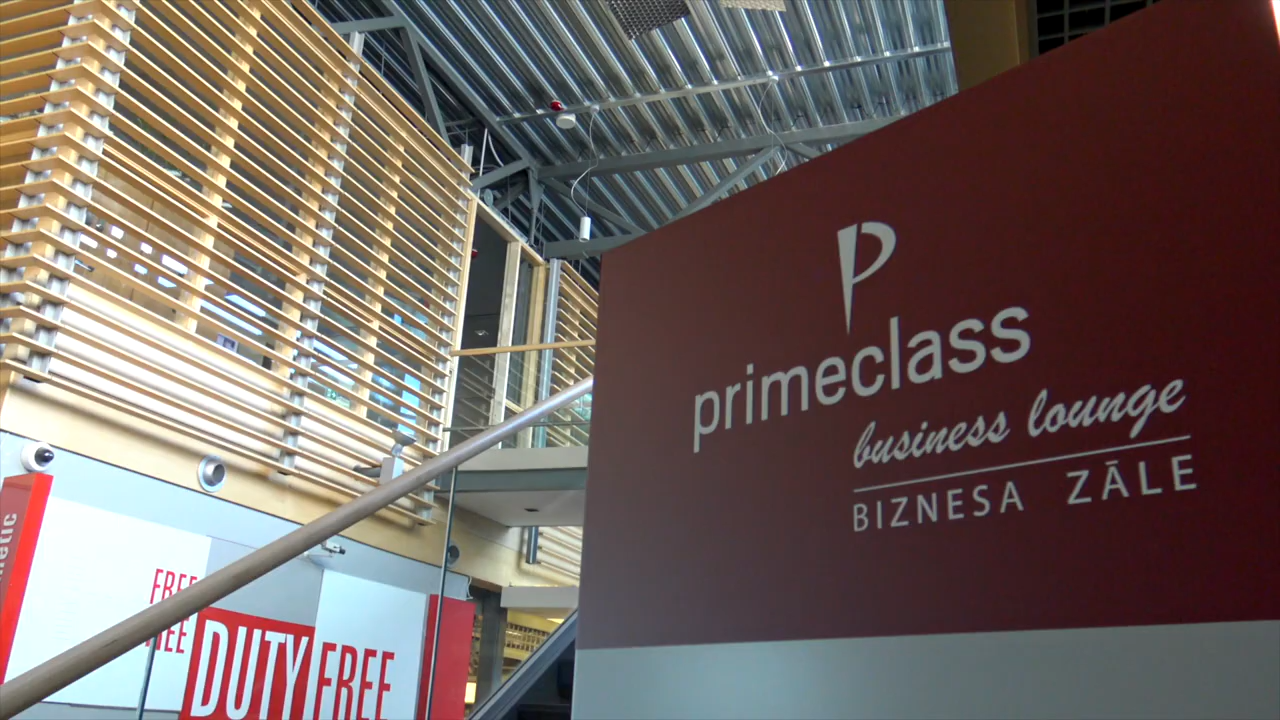 P
primeclass
business lounge
BIZNESA ZĀLE
FREE
DUTY FREE